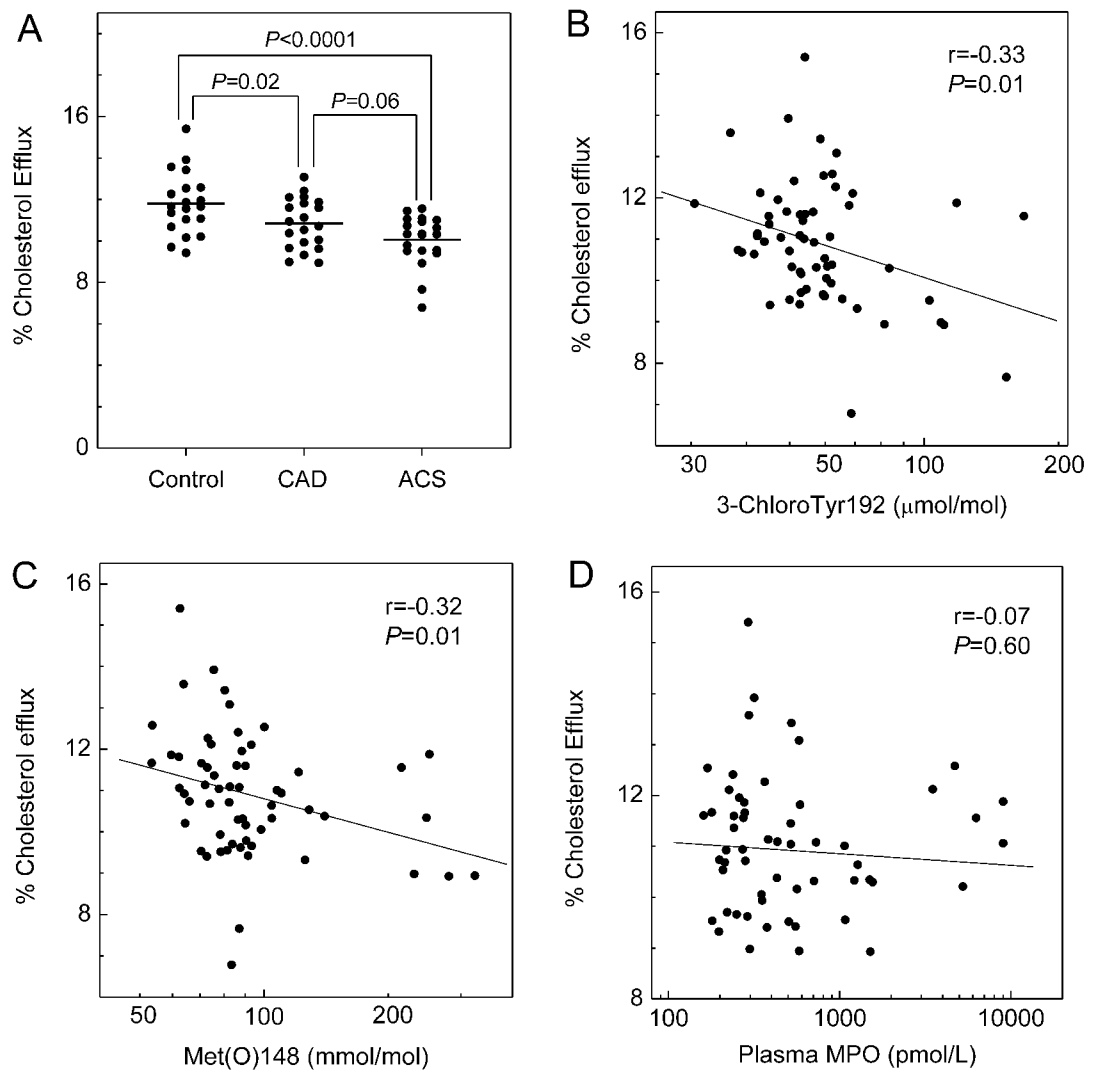 A
P<0.0001
P=0.02
P=0.06
% Cholesterol Efflux
16
8
0
Control CAD ACS
B
r=-0.33
P=0.01
% Cholesterol efflux
16
12
8
30 50 100 200
3-ChloroTyr192 (μmol/mol)
C
r=-0.32
P=0.01
% Cholesterol efflux
16
12
8
50 100 200
Met(O)148 (mmol/mol)
D
r=-0.07
P=0.60
% Cholesterol Efflux
16
12
8
100 1000 10000
Plasma MPO (pmol/L)